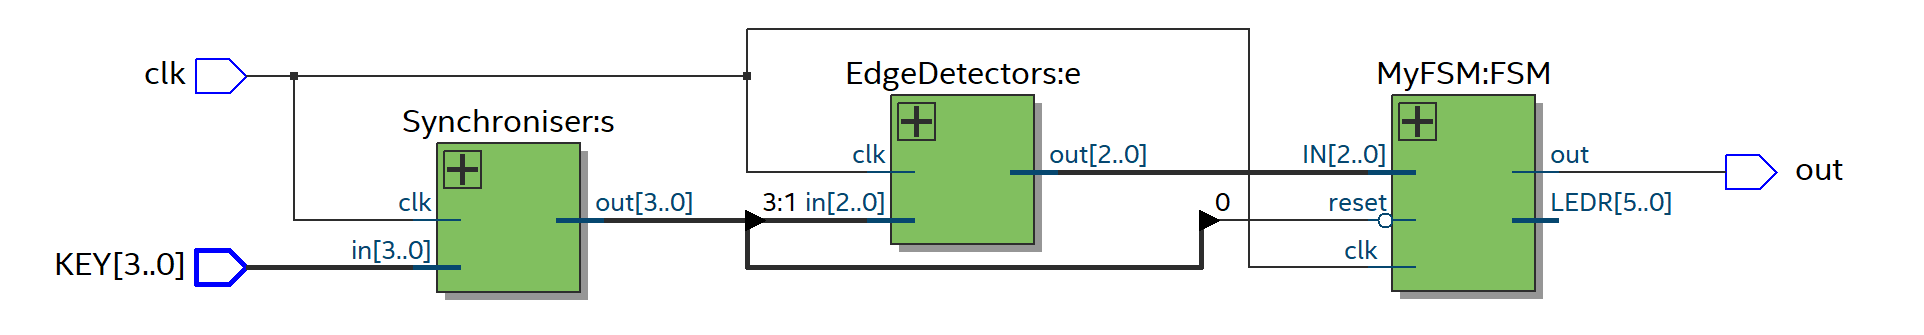 clk
KEY[3..0]
Synchroniser:s
clk
in[3..0]
out[3..0]
EdgeDetectors:e
clk
3:1 in[2..0]
out[2..0]
0
MyFSM:FSM
IN[2..0]
reset
clk
out
LEDR[5..0]
out